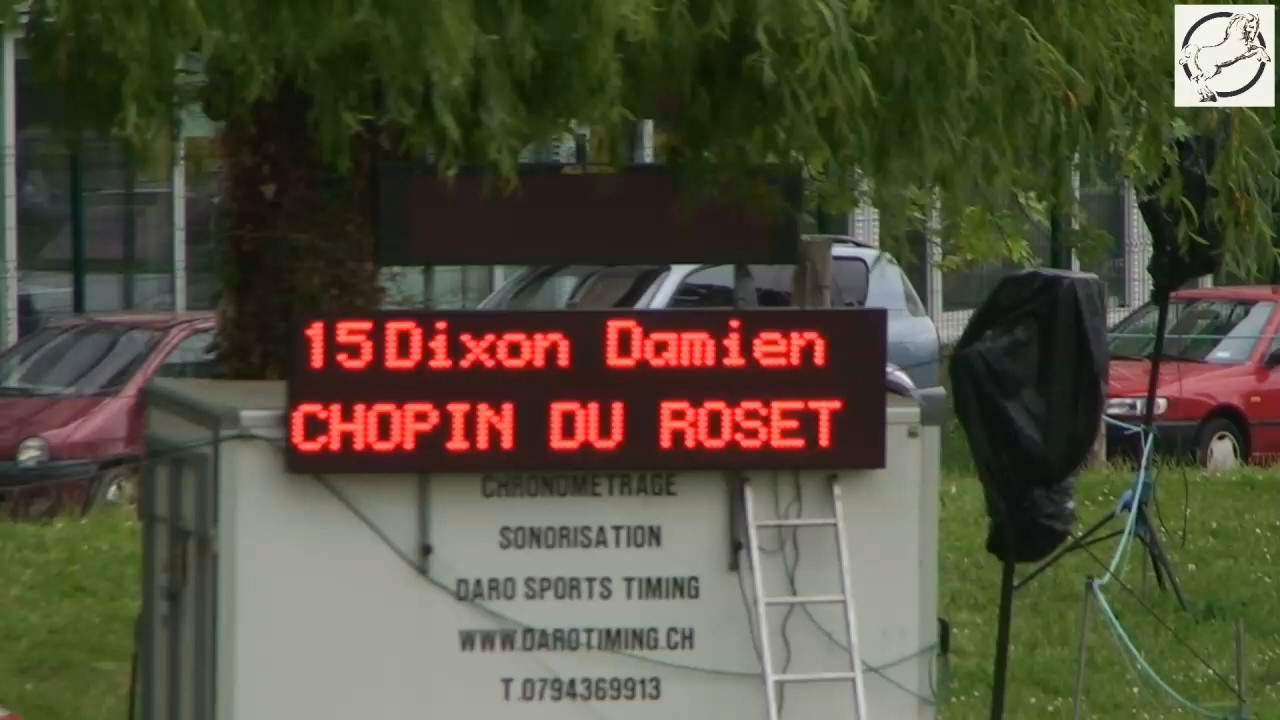 15 Dixon Damien
CHOPIN DU ROSET
CHRONOMETRAGE
SONORISATION
DARO SPORTS TIMING
WWW.DAROTIMING.CH
T.0794369913